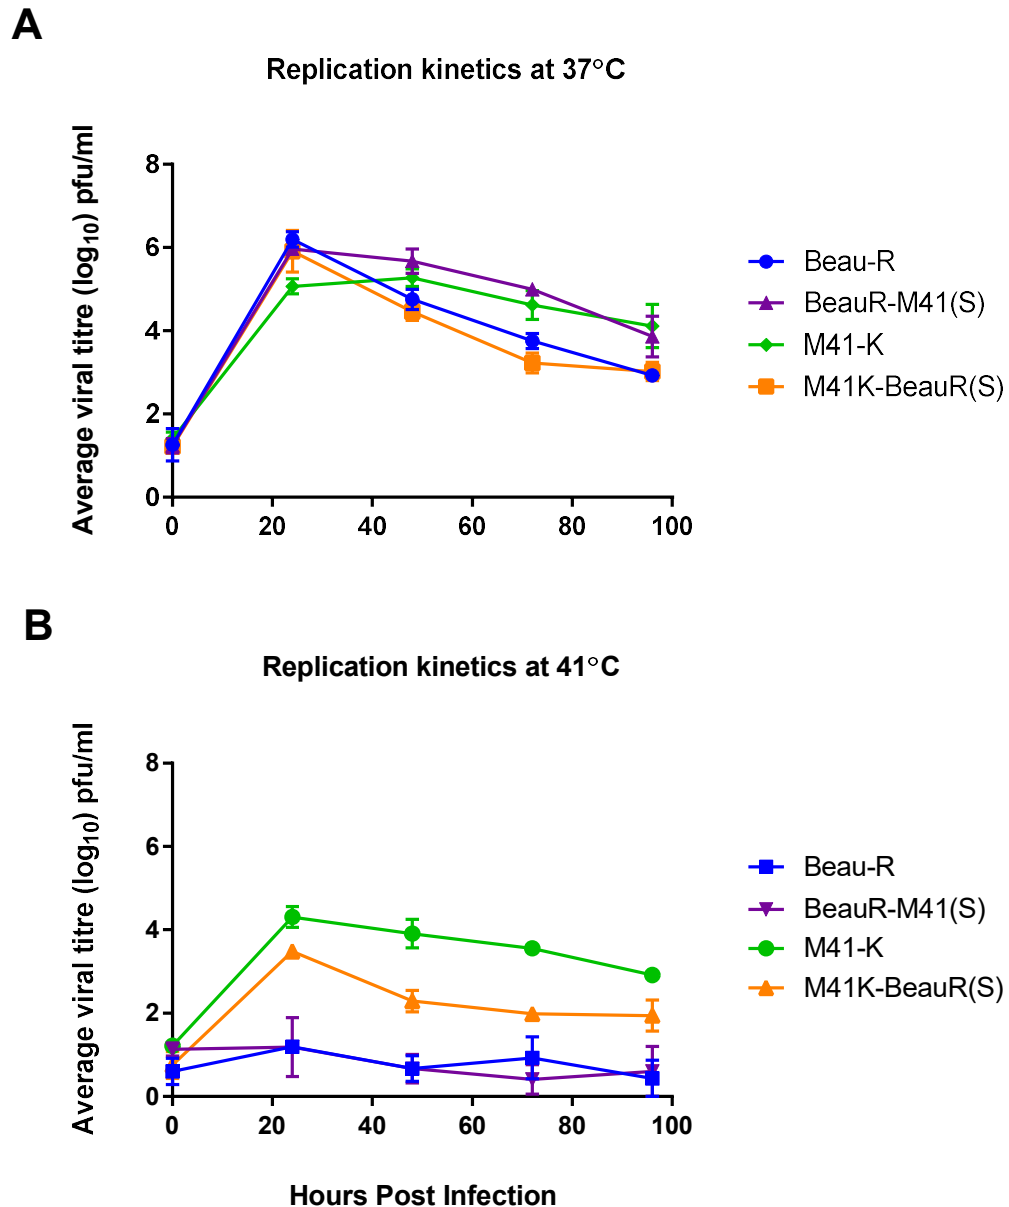 A
Replication kinetics at 37°C
Average viral titre (log10) pfu/ml
8
6
4
2
0
0 20 40 60 80 100
Beau-R
BeauR-M41(S)
M41-K
M41K-BeauR(S)
B
Replication kinetics at 41°C
Average viral titre (log10) pfu/ml
8
6
4
2
0
0 20 40 60 80 100
Hours Post Infection
Beau-R
BeauR-M41(S)
M41-K
M41K-BeauR(S)